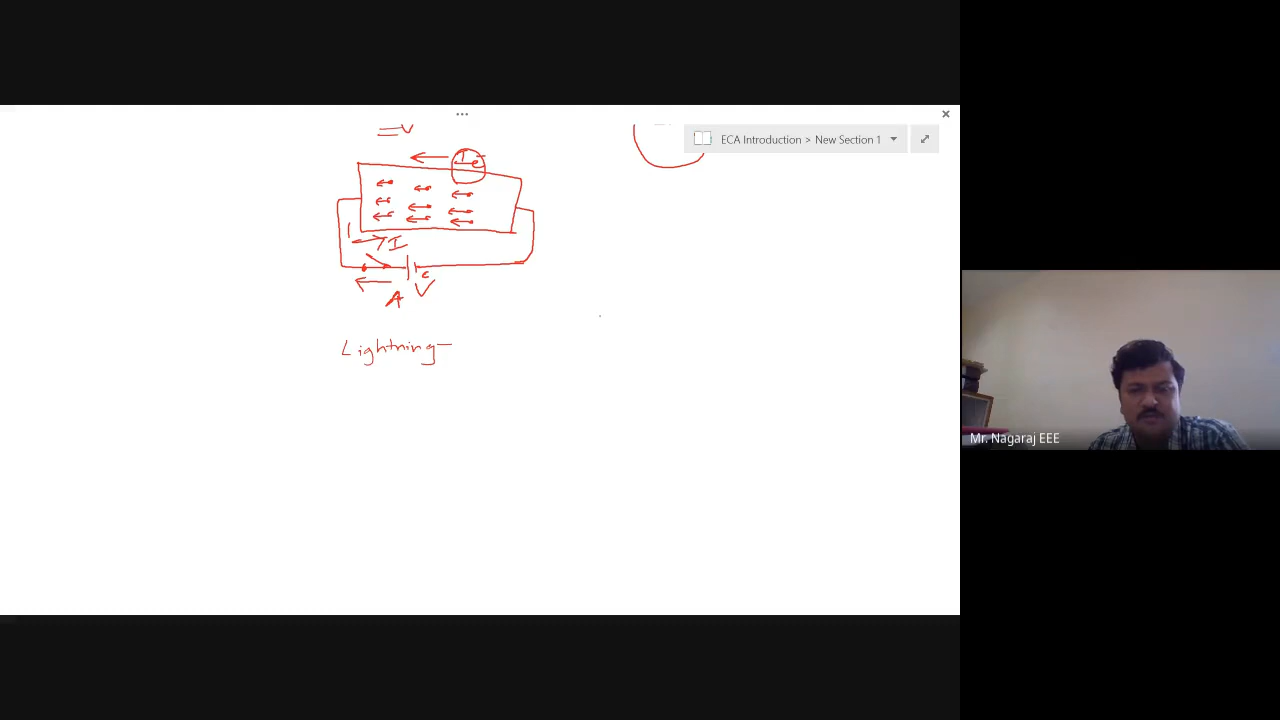 ECA Introduction > New Section 1
I
A
V
Lightning-
Mr. Nagaraj EEE